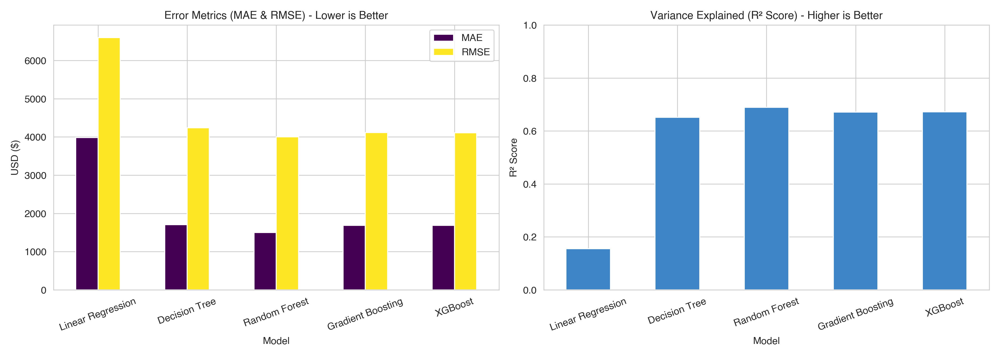 Error Metrics (MAE & RMSE) - Lower is Better
MAE
RMSE
USD ($)
6000
5000
4000
3000
2000
1000
0
Linear Regression
Decision Tree
Random Forest
Gradient Boosting
XGBoost
Model
Variance Explained (R² Score) - Higher is Better
R² Score
1.0
0.8
0.6
0.4
0.2
0.0
Linear Regression
Decision Tree
Random Forest
Gradient Boosting
XGBoost
Model